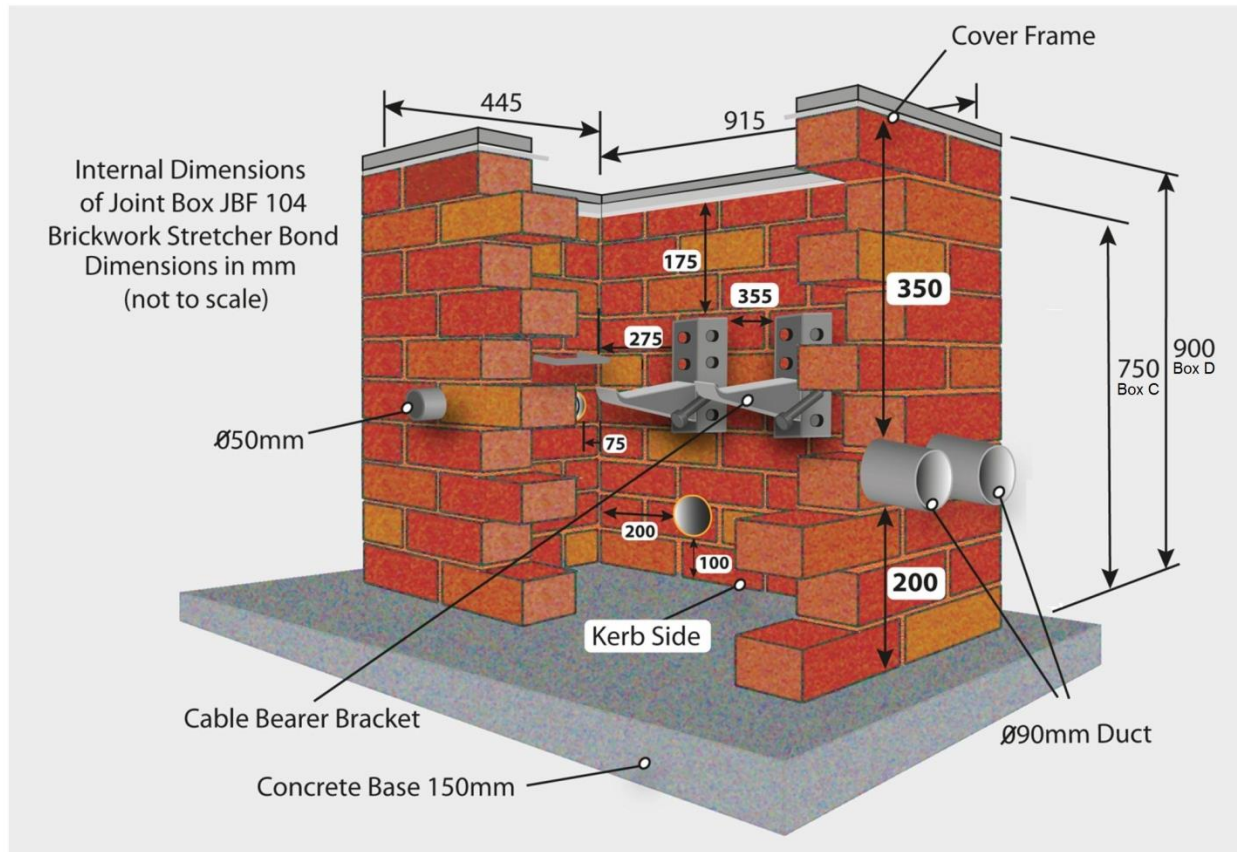 Cover Frame
445
915
Internal Dimensions
of Joint Box JBF 104
Brickwork Stretcher Bond
Dimensions in mm
(not to scale)
175
355
350
275
750
Box C
900
Box D
Ø50mm
75
200
100
200
Kerb Side
Cable Bearer Bracket
Ø90mm Duct
Concrete Base 150mm